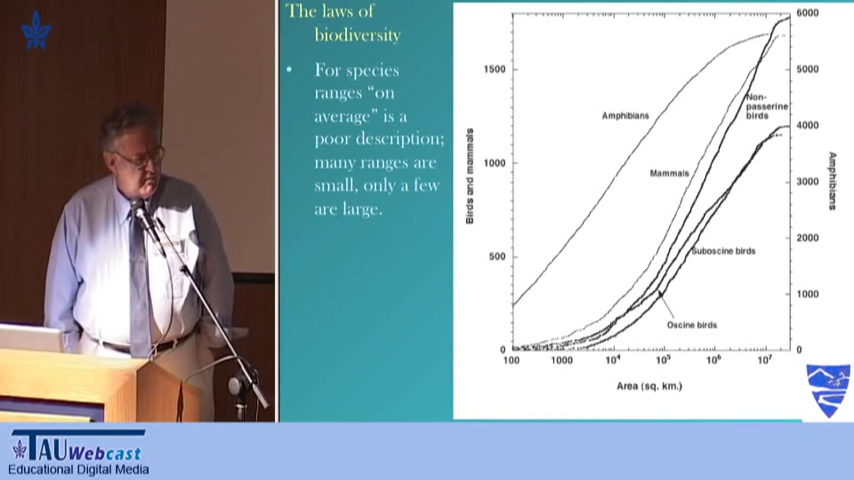 The laws of
biodiversity
• For species
ranges “on
average” is a
poor description;
many ranges are
small, only a few
are large.
Birds and mammals
1500
1000
500
0
6000
5000
4000
3000
2000
1000
0
Amphibians
Amphibians
Mammals
Non-
passerine
birds
Suboscine birds
Oscine birds
100 1000 10⁴ 10⁵ 10⁶ 10⁷
Area (sq. km.)
TAU Webcast
Educational Digital Media